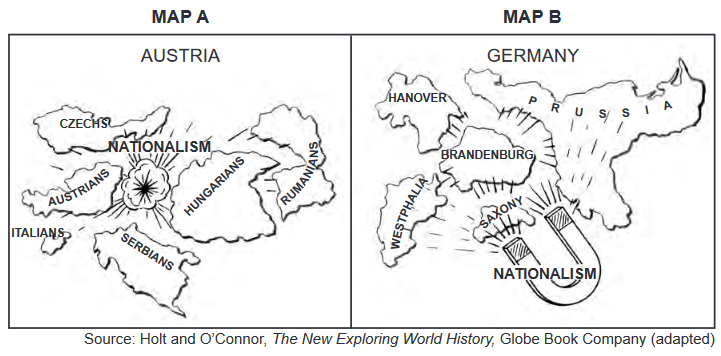 MAP A
MAP B
AUSTRIA
CZECHS
NATIONALISM
AUSTRIANS
HUNGARIANS
RUMANIANS
ITALIANS
SERBIANS
GERMANY
HANOVER
PRUSSIA
BRANDENBURG
WESTPHALIA
SAXONY
NATIONALISM
Source: Holt and O’Connor, The New Exploring World History, Globe Book Company (adapted)